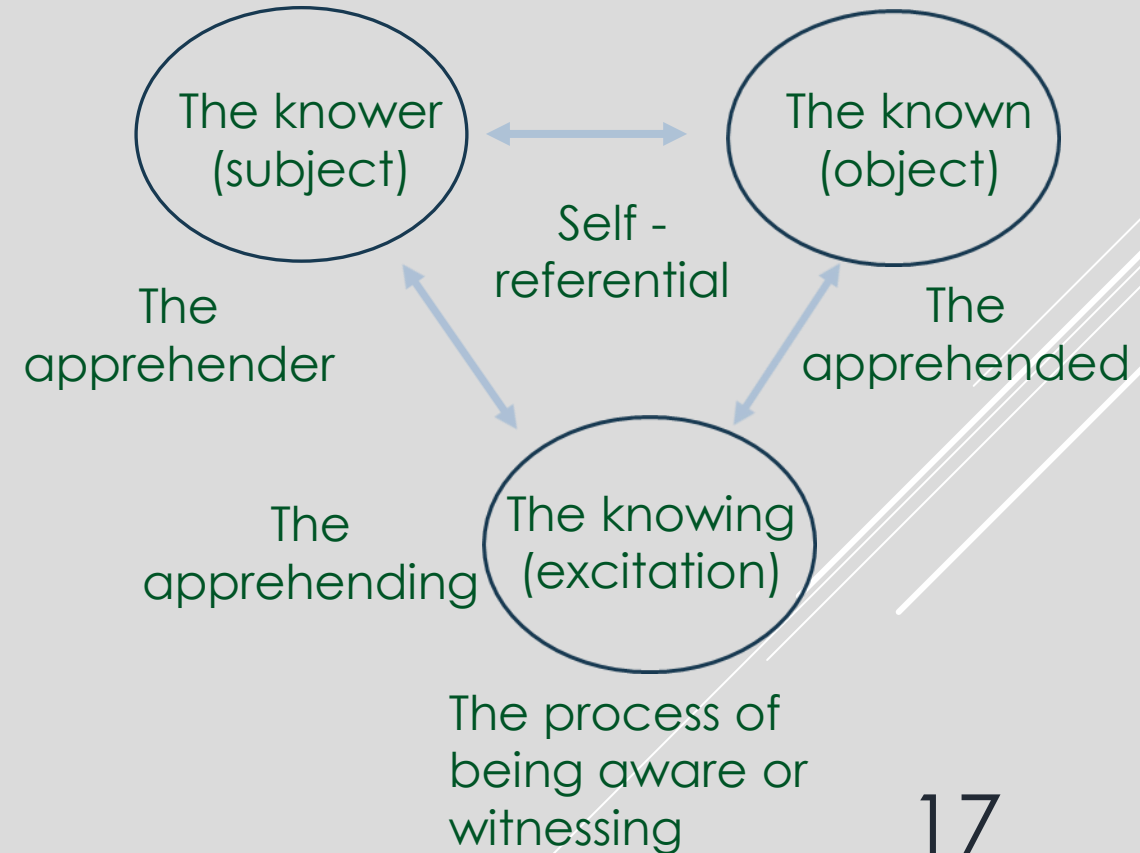 The knower
(subject)
The known
(object)
Self -
referential
The
apprehender
The
apprehended
The knowing
(excitation)
The
apprehending
The process of
being aware or
witnessing
17